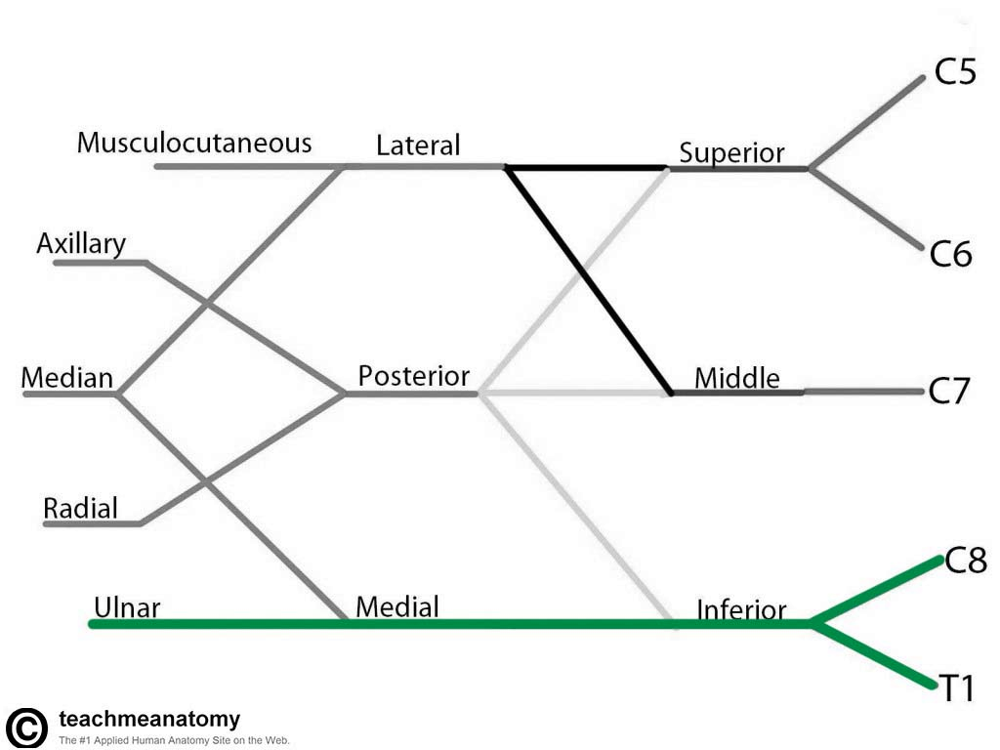 C5
Musculocutaneous
Lateral
Superior
Axillary
C6
Median
Posterior
Middle
C7
Radial
C8
Ulnar
Medial
Inferior
T1
© teachmeanatomy
The #1 Applied Human Anatomy Site on the Web.